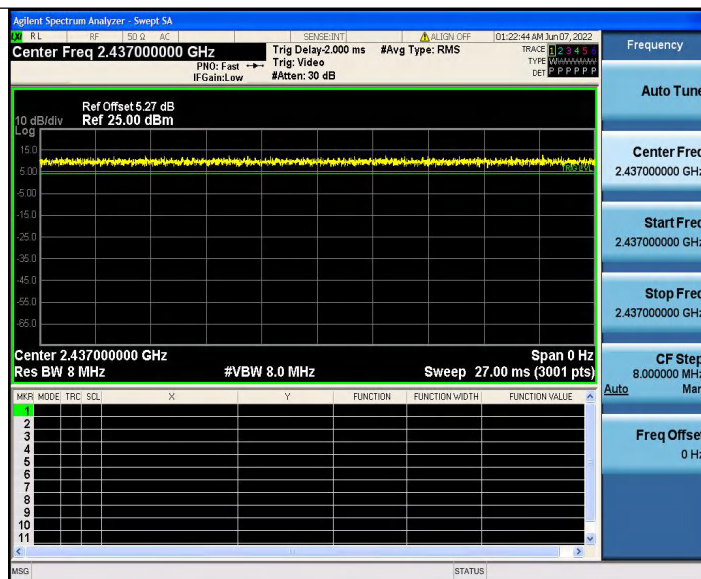 Agilent Spectrum Analyzer - Swept SA
RL RF 50 Ω AC SENSE:INT ALIGN OFF 01:22:44 AM Jun 07, 2022
Center Freq 2.437000000 GHz
PNO: Fast
IFGain:Low
Trig Delay-2.000 ms
Trig: Video
#Atten: 30 dB
#Avg Type: RMS
TRACE 1 2 3 4 5 6
TYPE
DET P P P P P P
Ref Offset 5.27 dB
10 dB/div Ref 25.00 dBm
Log
15.0
5.00
-5.00
-15.0
-25.0
-35.0
-45.0
-55.0
-65.0
TRIG LVL
Center 2.437000000 GHz Span 0 Hz
Res BW 8 MHz #VBW 8.0 MHz Sweep 27.00 ms (3001 pts)
MKR MODE TRC SCL X Y FUNCTION FUNCTION WIDTH FUNCTION VALUE
1
2
3
4
5
6
7
8
9
10
11
MSG STATUS
Frequency
Auto Tune
Center Freq
2.437000000 GHz
Start Freq
2.437000000 GHz
Stop Freq
2.437000000 GHz
CF Step
8.000000 MHz
Auto Man
Freq Offset
0 Hz